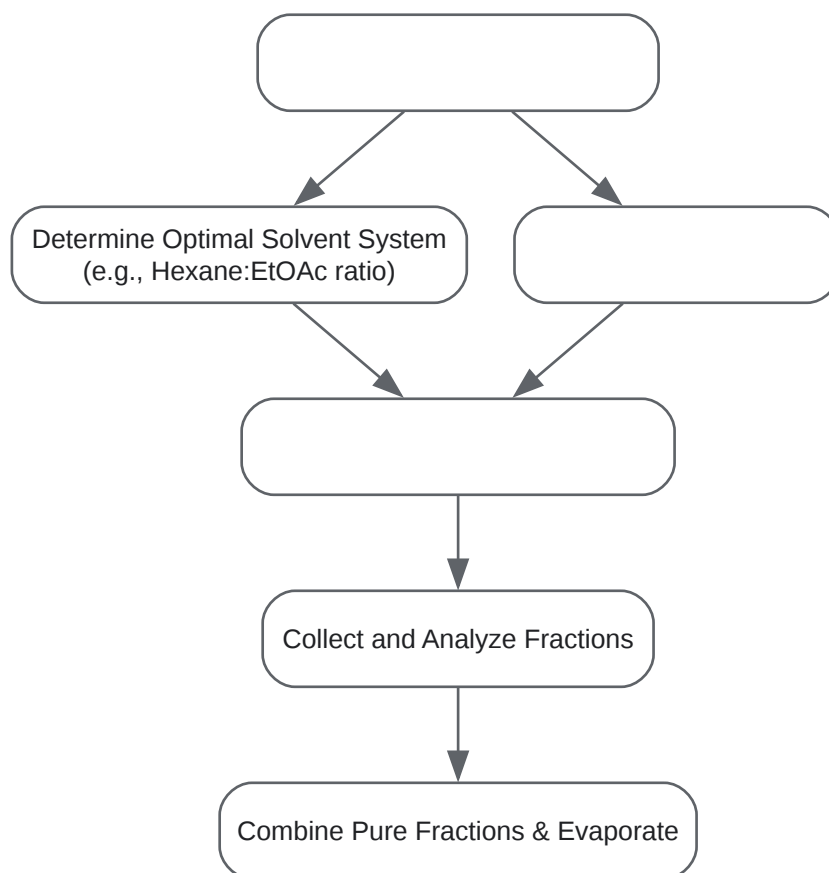 Determine Optimal Solvent System
(e.g., Hexane:EtOAc ratio)
Collect and Analyze Fractions
Combine Pure Fractions & Evaporate